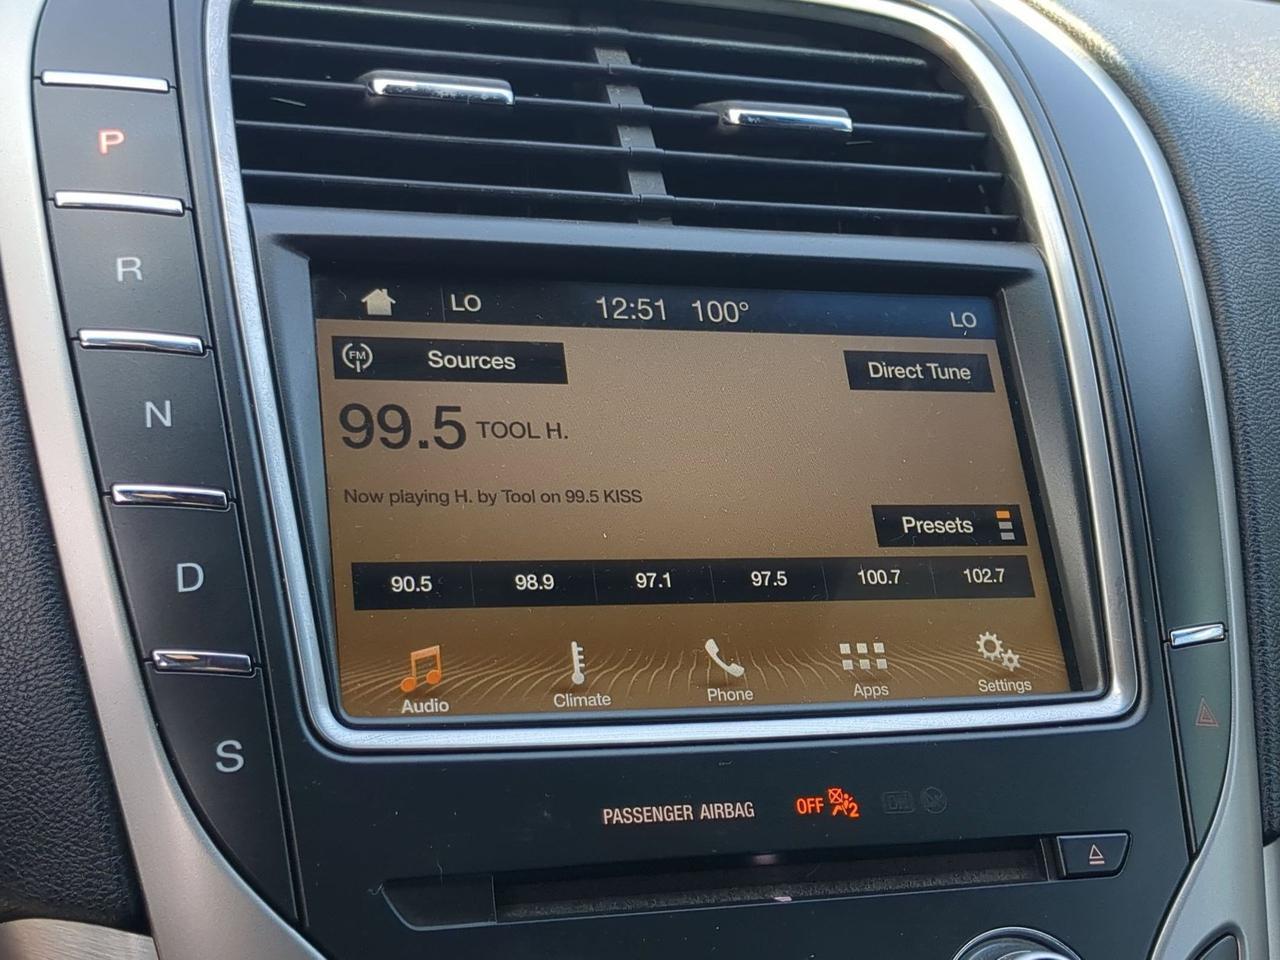 P
R
N
D
S
LO 12:51 100° LO
FM Sources
Direct Tune
99.5 TOOL H.
Now playing H. by Tool on 99.5 KISS
Presets
90.5 98.9 97.1 97.5 100.7 102.7
Audio Climate Phone Apps Settings
PASSENGER AIRBAG OFF 2